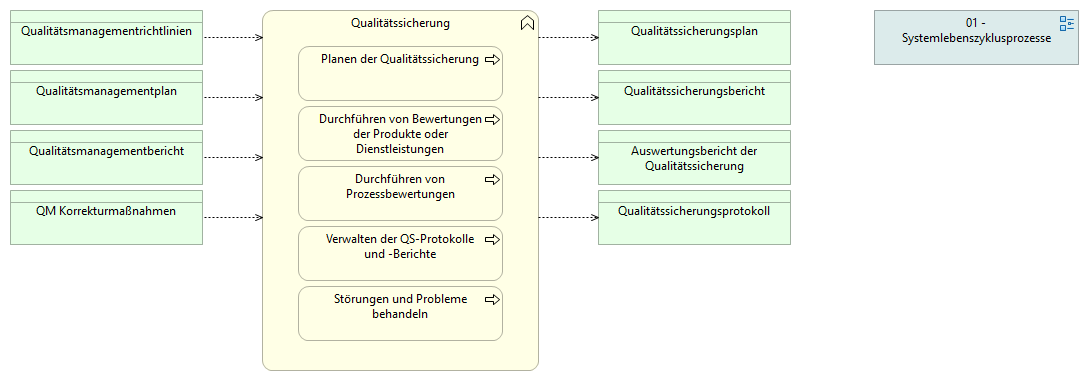 Qualitätsmanagementrichtlinien
Qualitätsmanagementplan
Qualitätsmanagementbericht
QM Korrekturmaßnahmen
Qualitätssicherung
Planen der Qualitätssicherung
Durchführen von Bewertungen
der Produkte oder
Dienstleistungen
Durchführen von
Prozessbewertungen
Verwalten der QS-Protokolle
und -Berichte
Störungen und Probleme
behandeln
Qualitätssicherungsplan
Qualitätssicherungsbericht
Auswertungsbericht der
Qualitätssicherung
Qualitätssicherungsprotokoll
01 -
Systemlebenszyklusprozesse